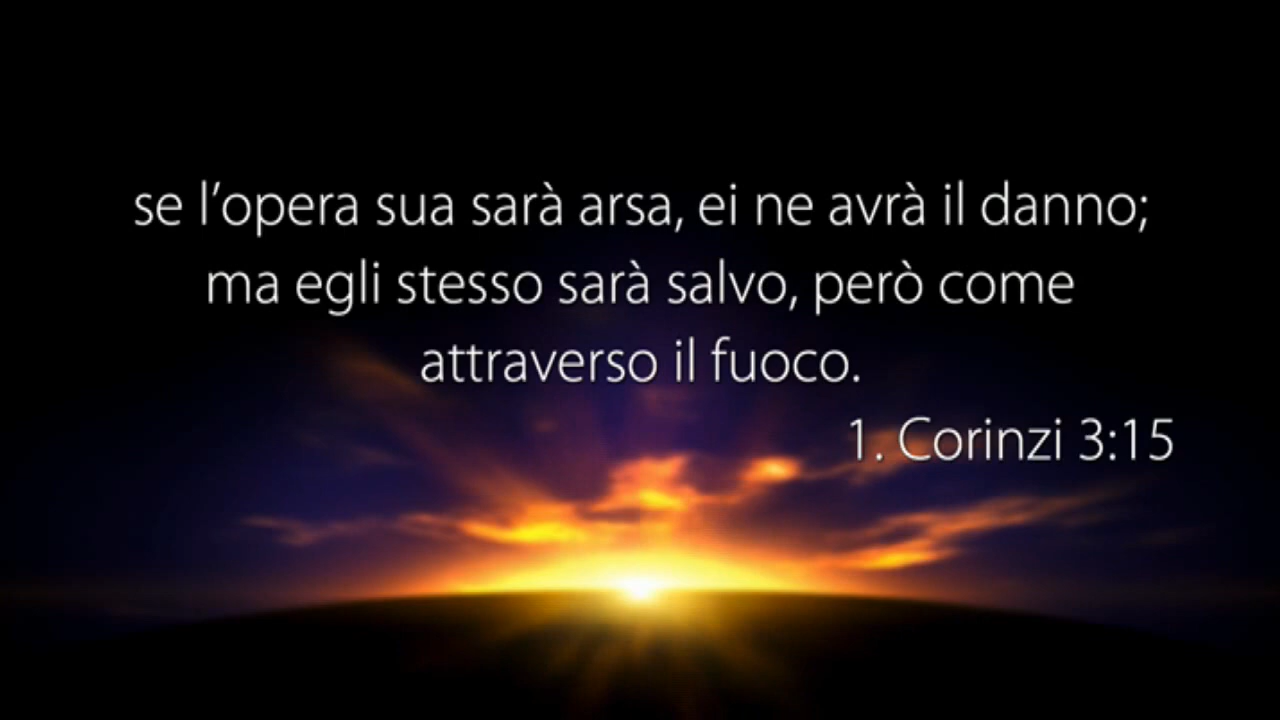 se l’opera sua sarà arsa, ei ne avrà il danno;
ma egli stesso sarà salvo, però come
attraverso il fuoco.
1. Corinzi 3:15